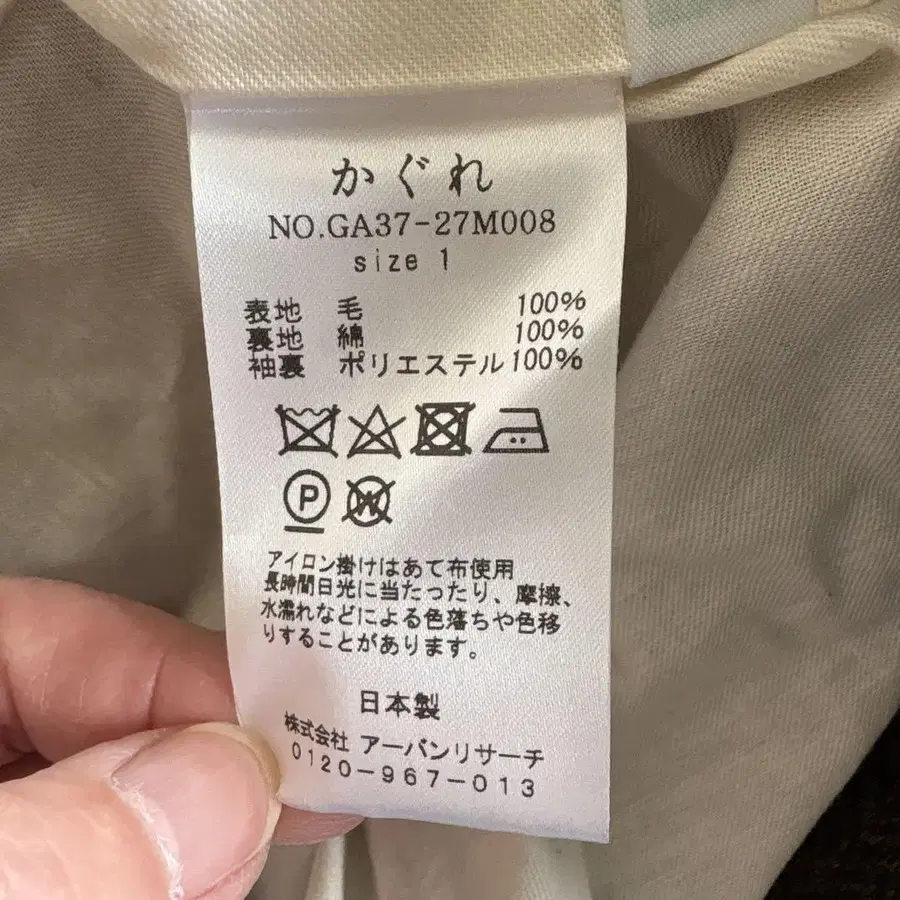 かぐれ
NO.GA37-27M008
size 1
表地 毛 100%
裏地 綿 100%
袖裏 ポリエステル 100%
P
W
アイロン掛けはあて布使用
長時間日光に当たったり、摩擦、
水濡れなどによる色落ちや色移
りすることがあります。
日本製
株式会社 アーバンリサーチ
0120-967-013